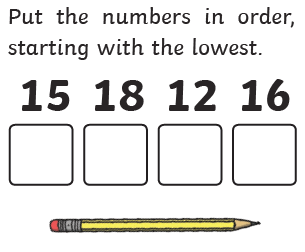 Put the numbers in order,
starting with the lowest.
15 18 12 16